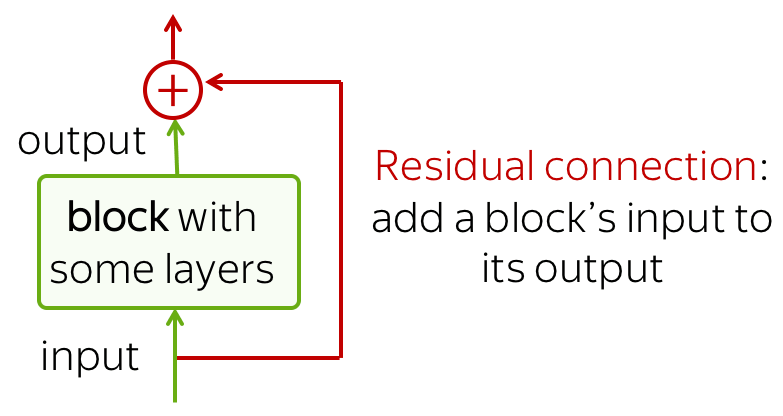 +
output
block with
some layers
input
Residual connection:
add a block's input to
its output